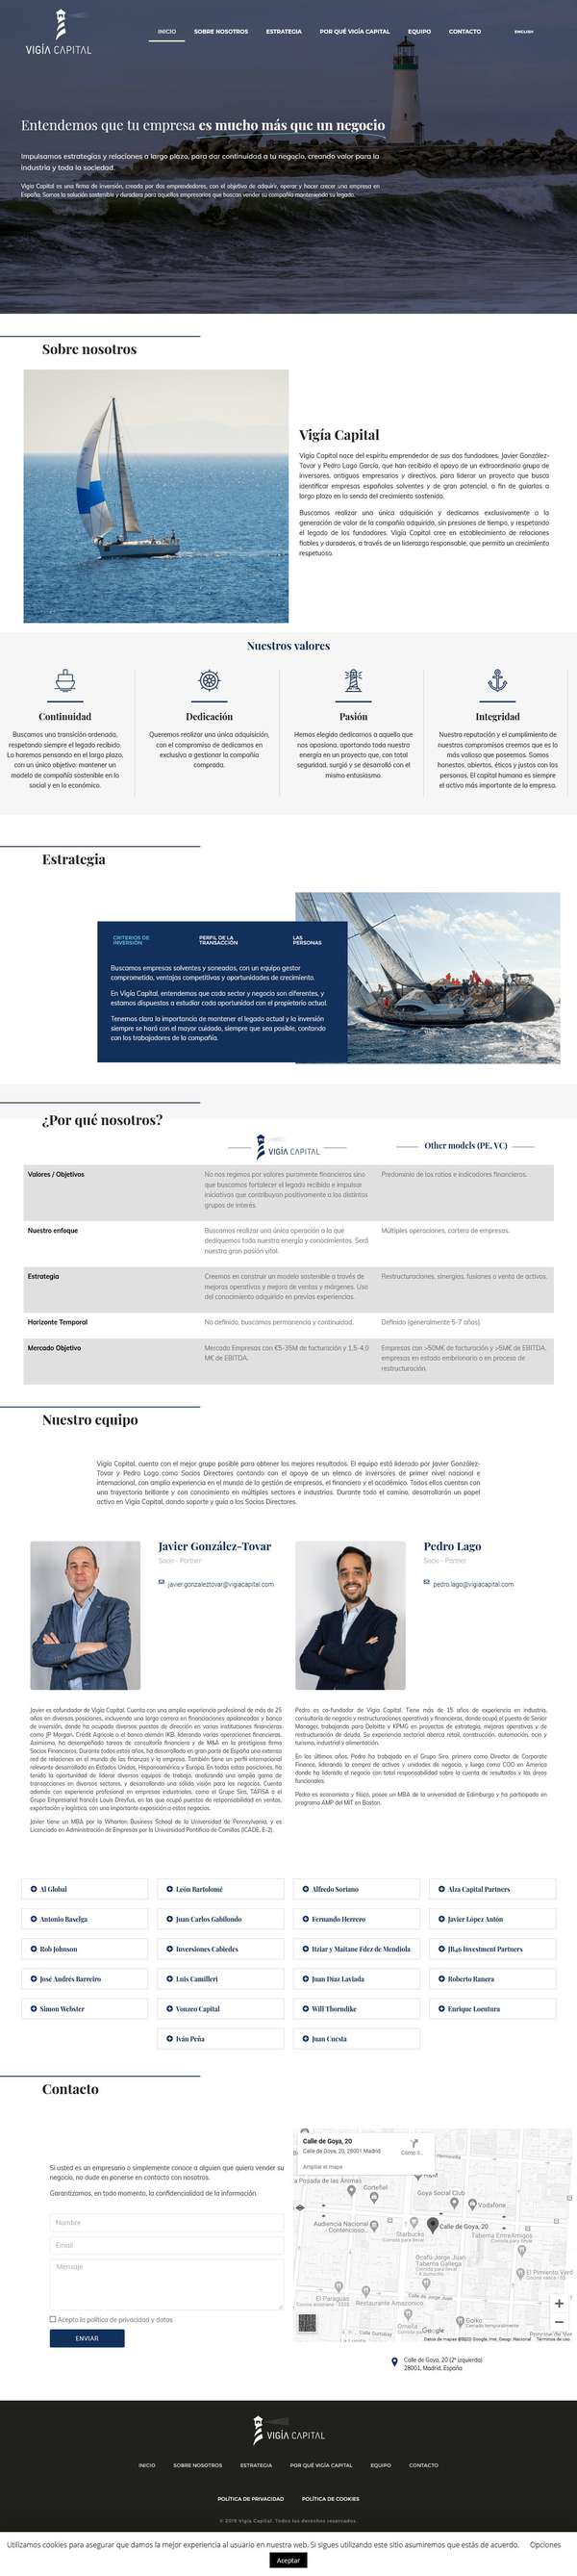 VIGÍA CAPITAL
INICIO
SOBRE NOSOTROS
ESTRATEGIA
POR QUÉ VIGÍA CAPITAL
EQUIPO
CONTACTO
ENGLISH
Entendemos que tu empresa es mucho más que un negocio
Impulsamos estrategias y relaciones a largo plazo, para dar continuidad a tu negocio, creando valor para la
industria y toda la sociedad.
Vigía Capital es una firma de inversión, creada por dos emprendedores, con el objetivo de adquirir, operar y hacer crecer una empresa en
España. Somos la solución sostenible y duradera para aquellos empresarios que buscan vender su compañía manteniendo su legado.
Sobre nosotros
Vigía Capital
Vigía Capital nace del espíritu emprendedor de sus dos fundadores, Javier González-
Tovar y Pedro Lago García, que han recibido el apoyo de un extraordinario grupo de
inversores, antiguos empresarios y directivos, para liderar un proyecto que busca
identificar empresas españolas solventes y de gran potencial, a fin de guiarlas a
largo plazo en la senda del crecimiento sostenido.
Buscamos realizar una única adquisición y dedicarnos exclusivamente a la
generación de valor de la compañía adquirida, sin presiones de tiempo, y respetando
el legado de los fundadores. Vigía Capital cree en establecimiento de relaciones
fiables y duraderas, a través de un liderazgo responsable, que permita un crecimiento
respetuoso.
Nuestros valores
Continuidad
Buscamos una transición ordenada,
respetando siempre el legado recibido.
Lo haremos pensando en el largo plazo,
con un único objetivo: mantener un
modelo de compañía sostenible en lo
social y en lo económico.
Dedicación
Queremos realizar una única adquisición,
con el compromiso de dedicarnos en
exclusiva a gestionar la compañía
comprada.
Pasión
Hemos elegido dedicarnos a aquello que
nos apasiona, aportando toda nuestra
energía en un proyecto que, con total
seguridad, surgió y se desarrolló con el
mismo entusiasmo.
Integridad
Nuestra reputación y el cumplimiento de
nuestros compromisos creemos que es lo
más valioso que poseemos. Somos
honestos, abiertos, éticos y justos con las
personas. El capital humano es siempre
el activo más importante de la empresa.
Estrategia
CRITERIOS DE
INVERSIÓN
PERFIL DE LA
TRANSACCIÓN
LAS
PERSONAS
Buscamos empresas solventes y saneadas, con un equipo gestor
comprometido, ventajas competitivas y oportunidades de crecimiento.
En Vigía Capital, entendemos que cada sector y negocio son diferentes, y
estamos dispuestos a estudiar cada oportunidad con el propietario actual.
Tenemos clara la importancia de mantener el legado actual y la inversión
siempre se hará con el mayor cuidado, siempre que sea posible, contando
con los trabajadores de la compañía.
¿Por qué nosotros?
VIGÍA CAPITAL
Other models (PE, VC)
Valores / Objetivos
No nos regimos por valores puramente financieros sino
que buscamos fortalecer el legado recibido e impulsar
iniciativas que contribuyan positivamente a los distintos
grupos de interés.
Predominio de los ratios e indicadores financieros.
Nuestro enfoque
Buscamos realizar una única operación a la que
dediquemos toda nuestra energía y conocimientos. Será
nuestra gran pasión vital.
Múltiples operaciones, cartera de empresas.
Estrategia
Creemos en construir un modelo sostenible a través de
mejoras operativas y mejora de ventas y márgenes. Uso
del conocimiento adquirido en previas experiencias.
Restructuraciones, sinergias, fusiones o venta de activos.
Horizonte Temporal
No definido, buscamos permanencia y continuidad.
Definido (generalmente 5-7 años).
Mercado Objetivo
Mercado Empresas con €5-35M de facturación y 1,5-4,0
M€ de EBITDA.
Empresas con >50M€ de facturación y >5M€ de EBITDA,
empresas en estado embrionario o en proceso de
restructuración.
Nuestro equipo
Vigía Capital, cuenta con el mejor grupo posible para obtener los mejores resultados. El equipo está liderado por Javier González-
Tovar y Pedro Lago como Socios Directores contando con el apoyo de un elenco de inversores de primer nivel nacional e
internacional, con amplia experiencia en el mundo de la gestión de empresas, el financiero y el académico. Todos ellos cuentan con
una trayectoria brillante y con conocimiento en múltiples sectores e industrias. Durante todo el camino, desarrollarán un papel
activo en Vigía Capital, dando soporte y guía a los Socios Directores.
Javier González-Tovar
Socio - Partner
javier.gonzaleztovar@vigiacapital.com
Pedro Lago
Socio - Partner
pedro.lago@vigiacapital.com
Javier es cofundador de Vigía Capital. Cuenta con una amplia experiencia profesional de más de 25
años en diversas posiciones, incluyendo una larga carrera en financiaciones apalancadas y banca
de inversión, donde ha ocupado diversos puestos de dirección en varias instituciones financieras
como JP Morgan, Crédit Agricole o el banco alemán IKB, liderando varias operaciones financieras.
Asimismo, ha desempeñado tareas de consultoría financiera y de M&A en la prestigiosa firma
Socios Financieros. Durante todos estos años, ha desarrollado en gran parte de España una extensa
red de relaciones en el mundo de las finanzas y la empresa. También tiene un perfil internacional
relevante desarrollado en Estados Unidos, Hispanoamérica y Europa. En todas estas posiciones, ha
tenido la oportunidad de liderar diversos equipos de trabajo, analizando una amplia gama de
transacciones en diversos sectores, y desarrollando una sólida visión para los negocios. Cuenta
además con experiencia profesional en empresas industriales, como el Grupo Siro, TAFISA o el
Grupo Empresarial francés Louis Dreyfus, en las que ocupó puestos de responsabilidad en ventas,
exportación y logística, con una importante exposición a estos negocios.
Javier tiene un MBA por la Wharton Business School de la Universidad de Pennsylvania, y es
Licenciado en Administración de Empresas por la Universidad Pontificia de Comillas (ICADE, E-2).
Pedro es co-fundador de Vigía Capital. Tiene más de 15 años de experiencia en industria,
consultoría de negocio y restructuraciones operativas y financieras, donde ocupó el puesto de Senior
Manager, trabajando para Deloitte y KPMG en proyectos de estrategia, mejoras operativas y de
restructuración de deuda. Su experiencia sectorial abarca retail, construcción, automoción, ocio y
turismo, industrial y alimentación.
En los últimos años, Pedro ha trabajado en el Grupo Siro, primero como Director de Corporate
Finance, liderando la compra de activos y unidades de negocio, y luego como COO en America
donde ha liderado el negocio con total responsabilidad sobre la cuenta de resultados y las áreas
funcionales.
Pedro es economista y físico, posee un MBA de la universidad de Edinburgo y ha participado en
programa AMP del MIT en Boston.
AI Global
León Bartolomé
Alfredo Soriano
Alza Capital Partners
Antonio Baselga
Juan Carlos Gabilondo
Fernando Herrero
Javier López Antón
Rob Johnson
Inversiones Cabiedes
Itziar y Maitane Fdez de Mendiola
JB46 Investment Partners
José Andrés Barreiro
Luis Camilleri
Juan Díaz Laviada
Roberto Ranera
Simon Webster
Vonzeo Capital
Will Thorndike
Enrique Locutura
Iván Peña
Juan Cuesta
Contacto
Si usted es un empresario o simplemente conoce a alguien que quiera vender su
negocio, no dude en ponerse en contacto con nosotros.
Garantizamos, en todo momento, la confidencialidad de la información.
Nombre
Email
Mensaje
Acepto la política de privacidad y datos
ENVIAR
Calle de Goya, 20
Calle de Goya, 20, 28001 Madrid
Cómo ll..
Ampliar el mapa
a Posada de las Ánimas
Cortefiel
Goya Social Club
Vodafone
Audiencia Nacional
- Contencioso...
Starbucks
Calle de Goya, 20
Taberna EntreAmigos
Taberna Gallega
El Pimiento Verde
El Paraguas
Restaurante Amazónico
Ornella
Goiko
Google
Términos de uso
Calle de Goya, 20 (2º izquierda)
28001, Madrid, España
VIGÍA CAPITAL
INICIO
SOBRE NOSOTROS
ESTRATEGIA
POR QUÉ VIGÍA CAPITAL
EQUIPO
CONTACTO
POLÍTICA DE PRIVACIDAD
POLÍTICA DE COOKIES
© 2019 Vigía Capital. Todos los derechos reservados.
Utilizamos cookies para asegurar que damos la mejor experiencia al usuario en nuestra web. Si sigues utilizando este sitio asumiremos que estás de acuerdo.
Opciones
Aceptar